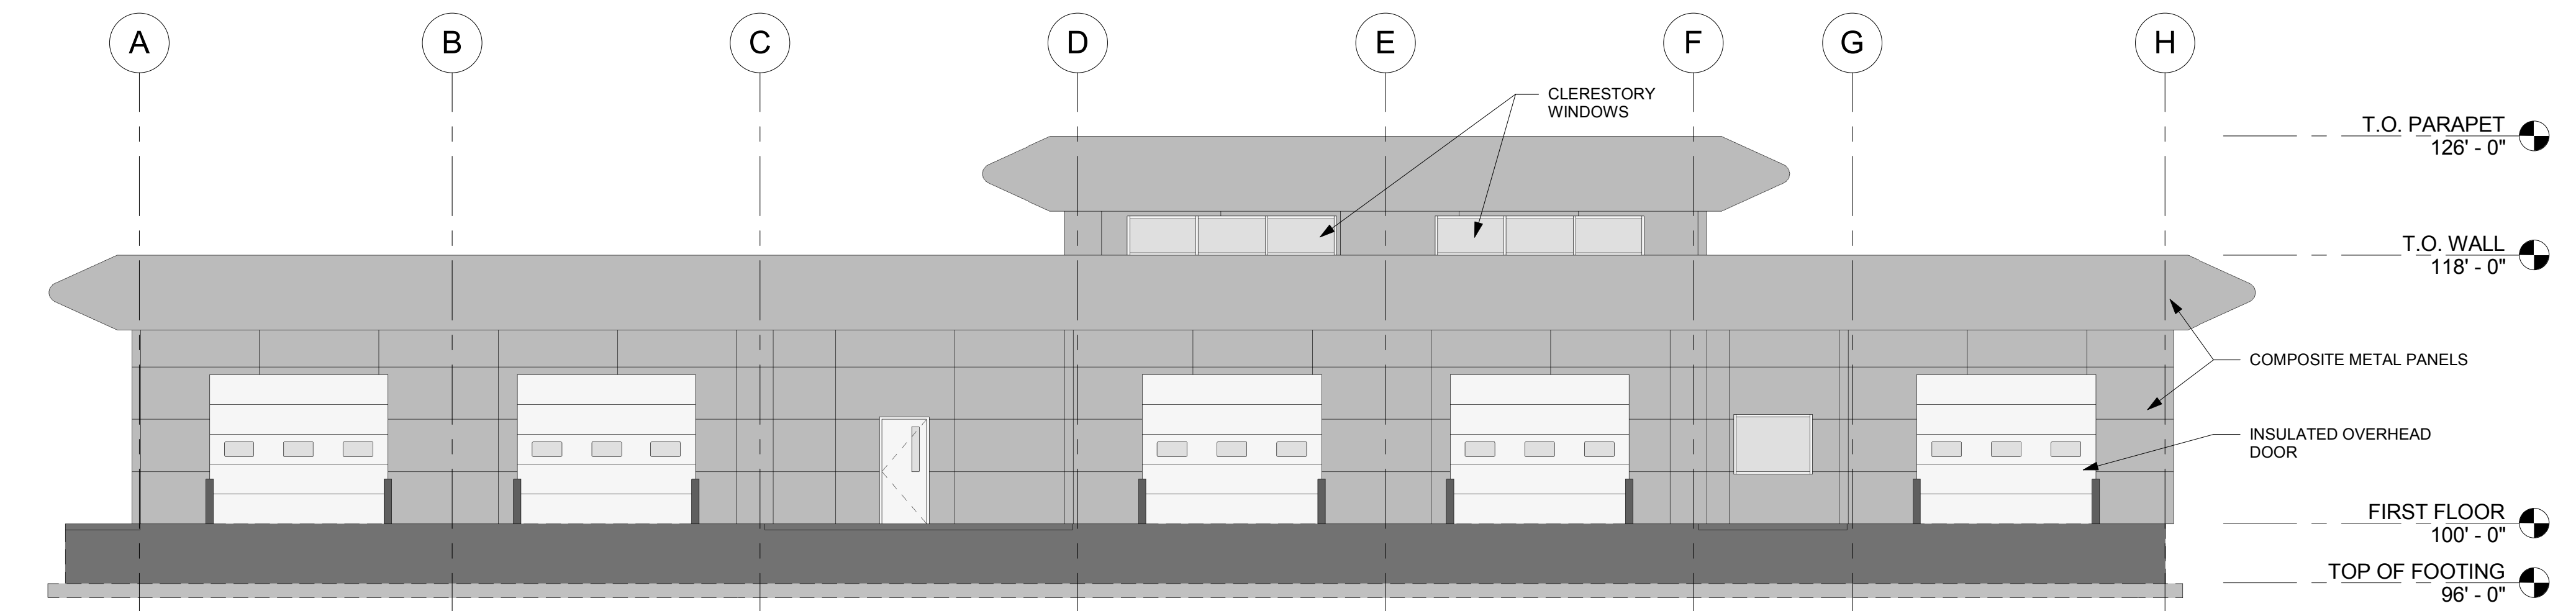 A
B
C
D
E
F
G
H
CLERESTORY
WINDOWS
T.O. PARAPET
126' - 0"
T.O. WALL
118' - 0"
COMPOSITE METAL PANELS
INSULATED OVERHEAD
DOOR
FIRST FLOOR
100' - 0"
TOP OF FOOTING
96' - 0"